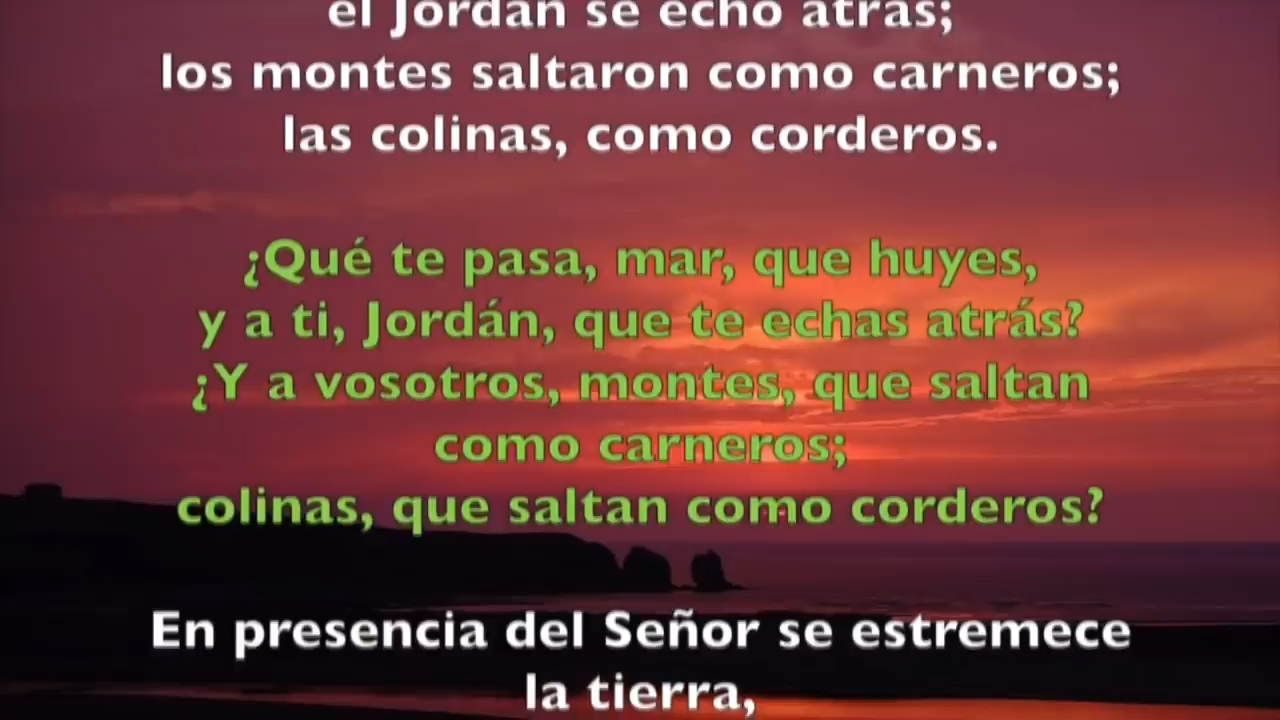 el Jordán se echó atrás;
los montes saltaron como carneros;
las colinas, como corderos.
¿Qué te pasa, mar, que huyes,
y a ti, Jordán, que te echas atrás?
¿Y a vosotros, montes, que saltan
como carneros;
colinas, que saltan como corderos?
En presencia del Señor se estremece
la tierra,